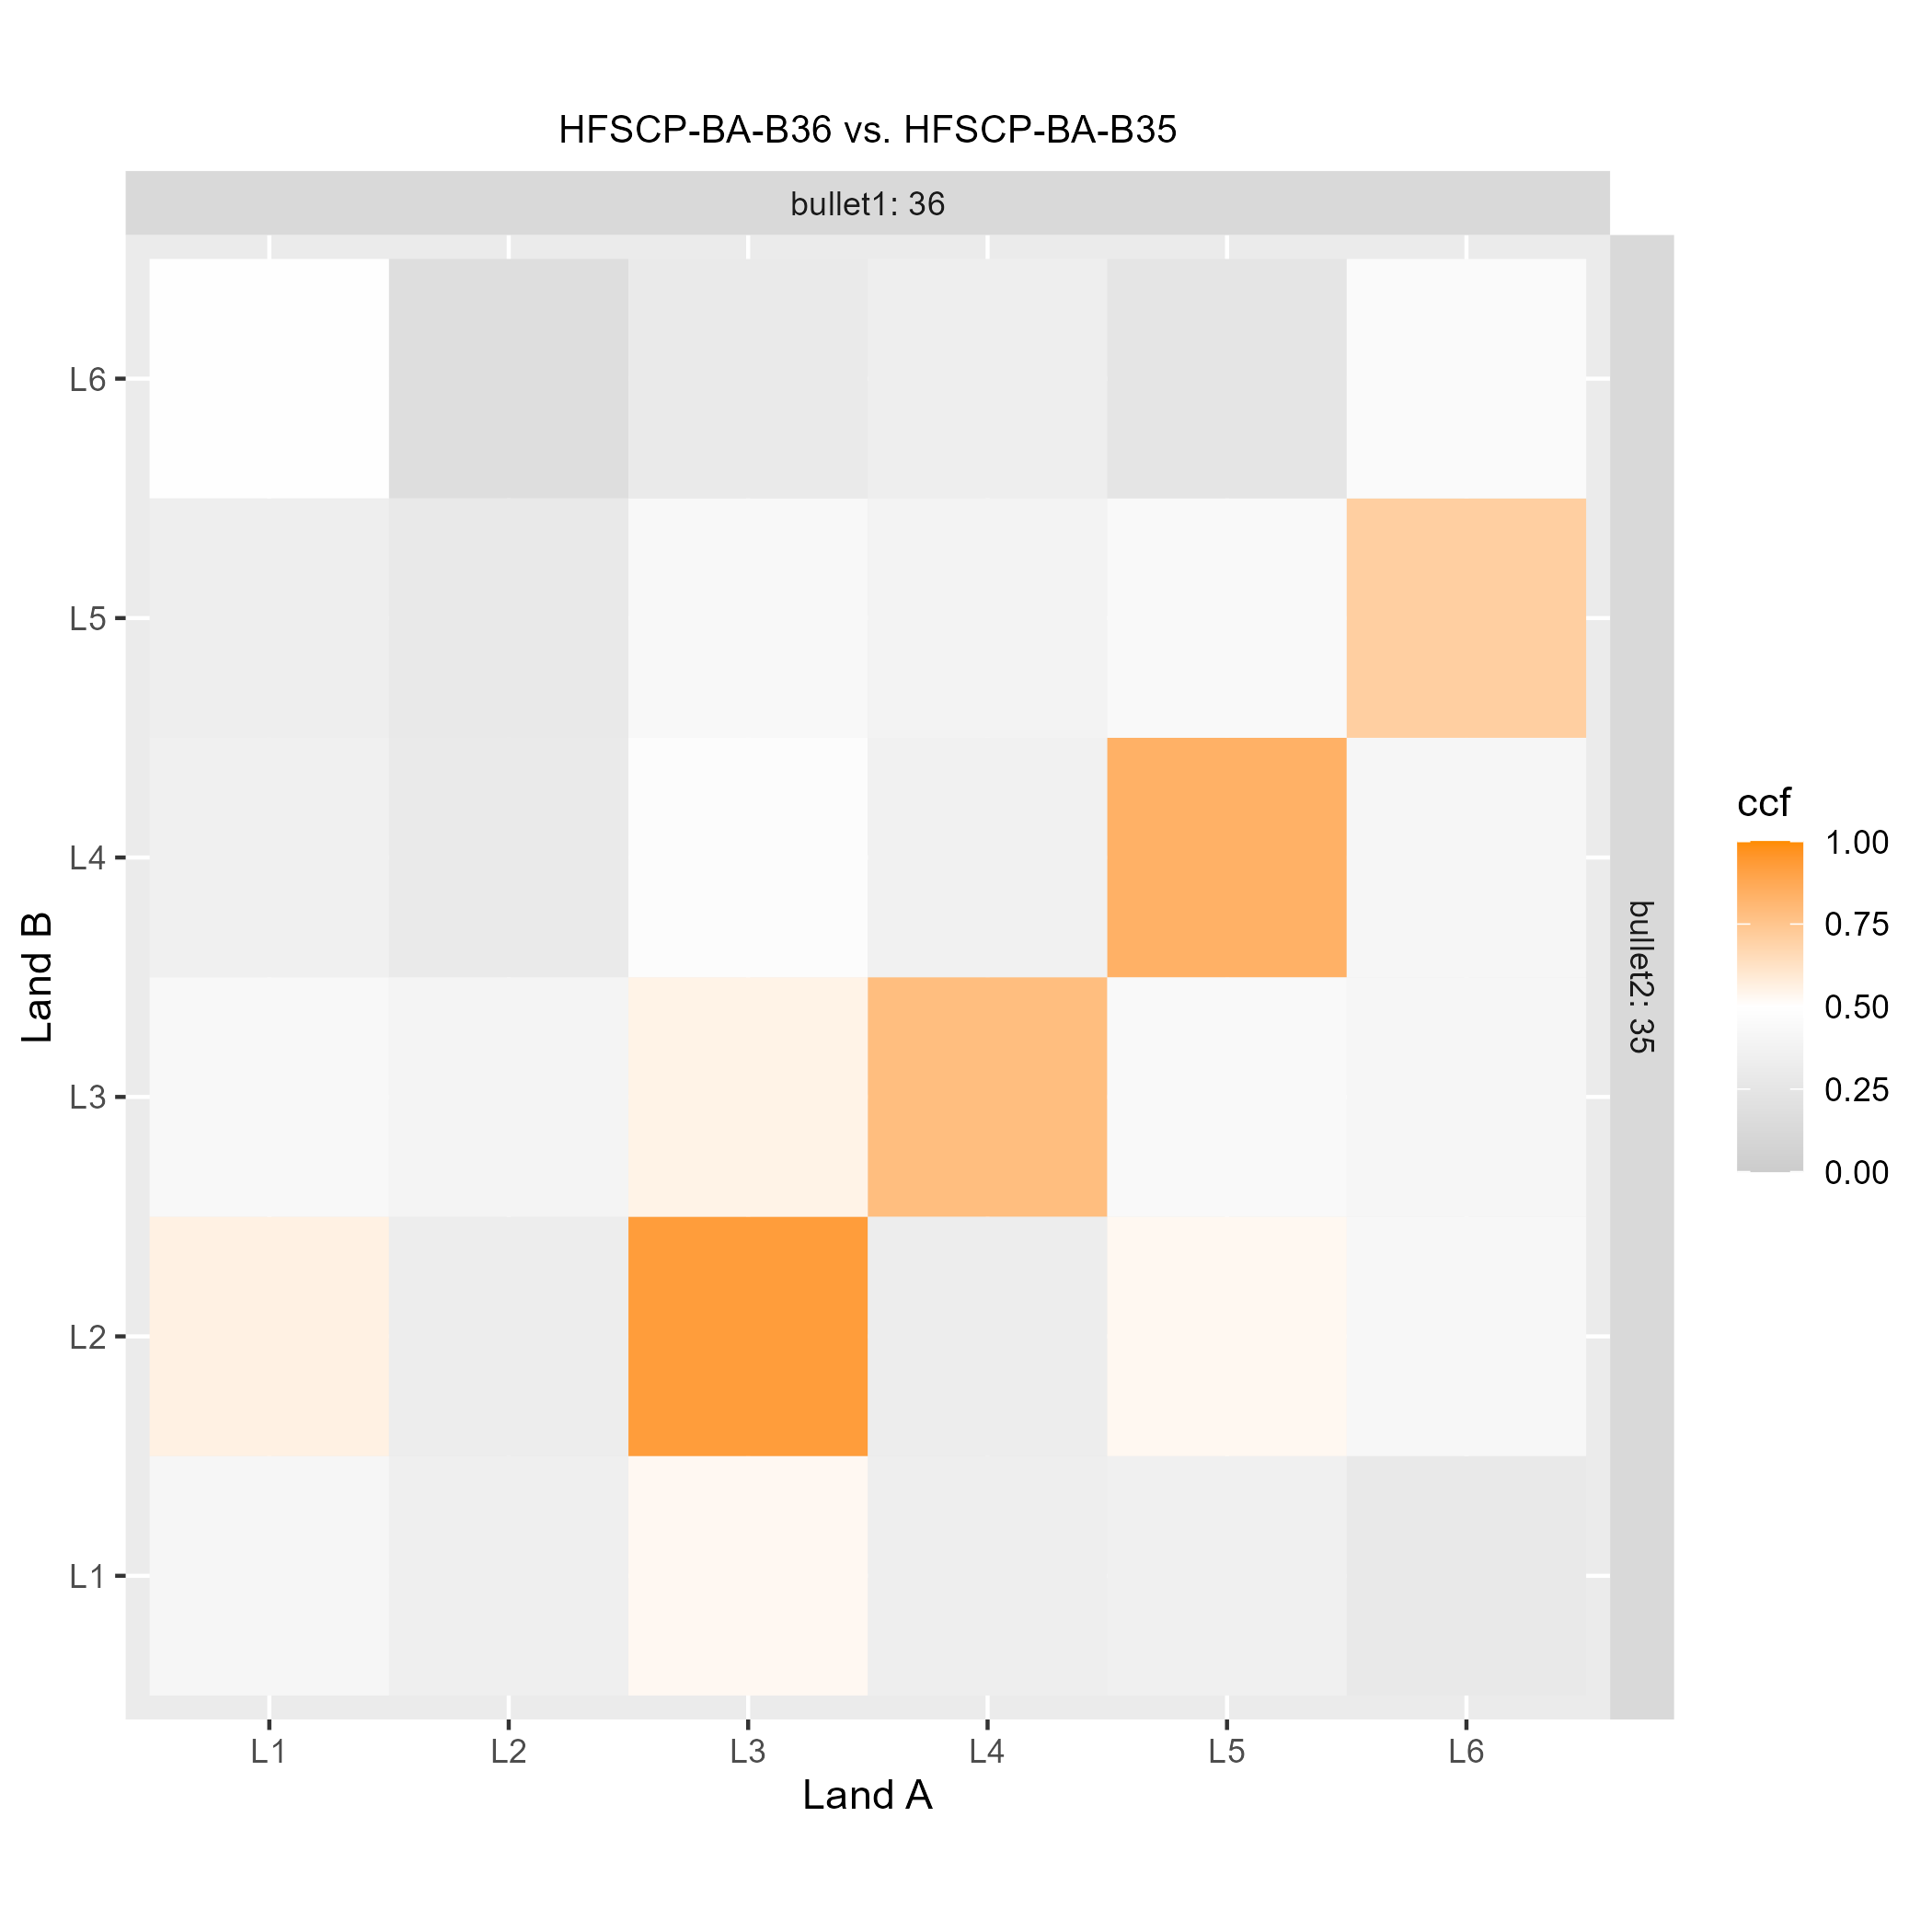 HFSCP-BA-B36 vs. HFSCP-BA-B35
bullet1: 36
L6
L5
L4
L3
L2
L1
Land B
bullet2: 35
L1 L2 L3 L4 L5 L6
Land A
ccf
1.00
0.75
0.50
0.25
0.00